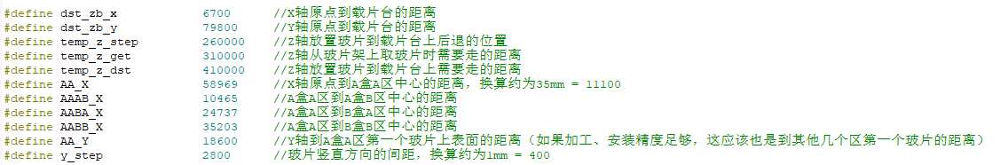 #define dst_zb_x 6700 //X轴原点到载片台的距离
#define dst_zb_y 79800 //Y轴原点到载片台的距离
#define temp_z_step 260000 //Z轴放置玻片到载片台上后退的位置
#define temp_z_get 310000 //Z轴从玻片架上取玻片时需要走的距离
#define temp_z_dst 410000 //Z轴放置玻片到载片台上需要走的距离
#define AA_X 58969 //X轴原点到A盒A区中心的距离，换算约为35mm = 11100
#define AAAB_X 10465 //A盒A区到A盒B区中心的距离
#define AABA_X 24737 //A盒A区到B盒A区中心的距离
#define AABB_X 35203 //A盒A区到B盒B区中心的距离
#define AA_Y 18600 //Y轴到A盒A区第一个玻片上表面的距离（如果加工、安装精度足够，这应该也是到其他几个区第一个玻片的距离）
#define y_step 2800 //玻片竖直方向的间距，换算约为1mm = 400